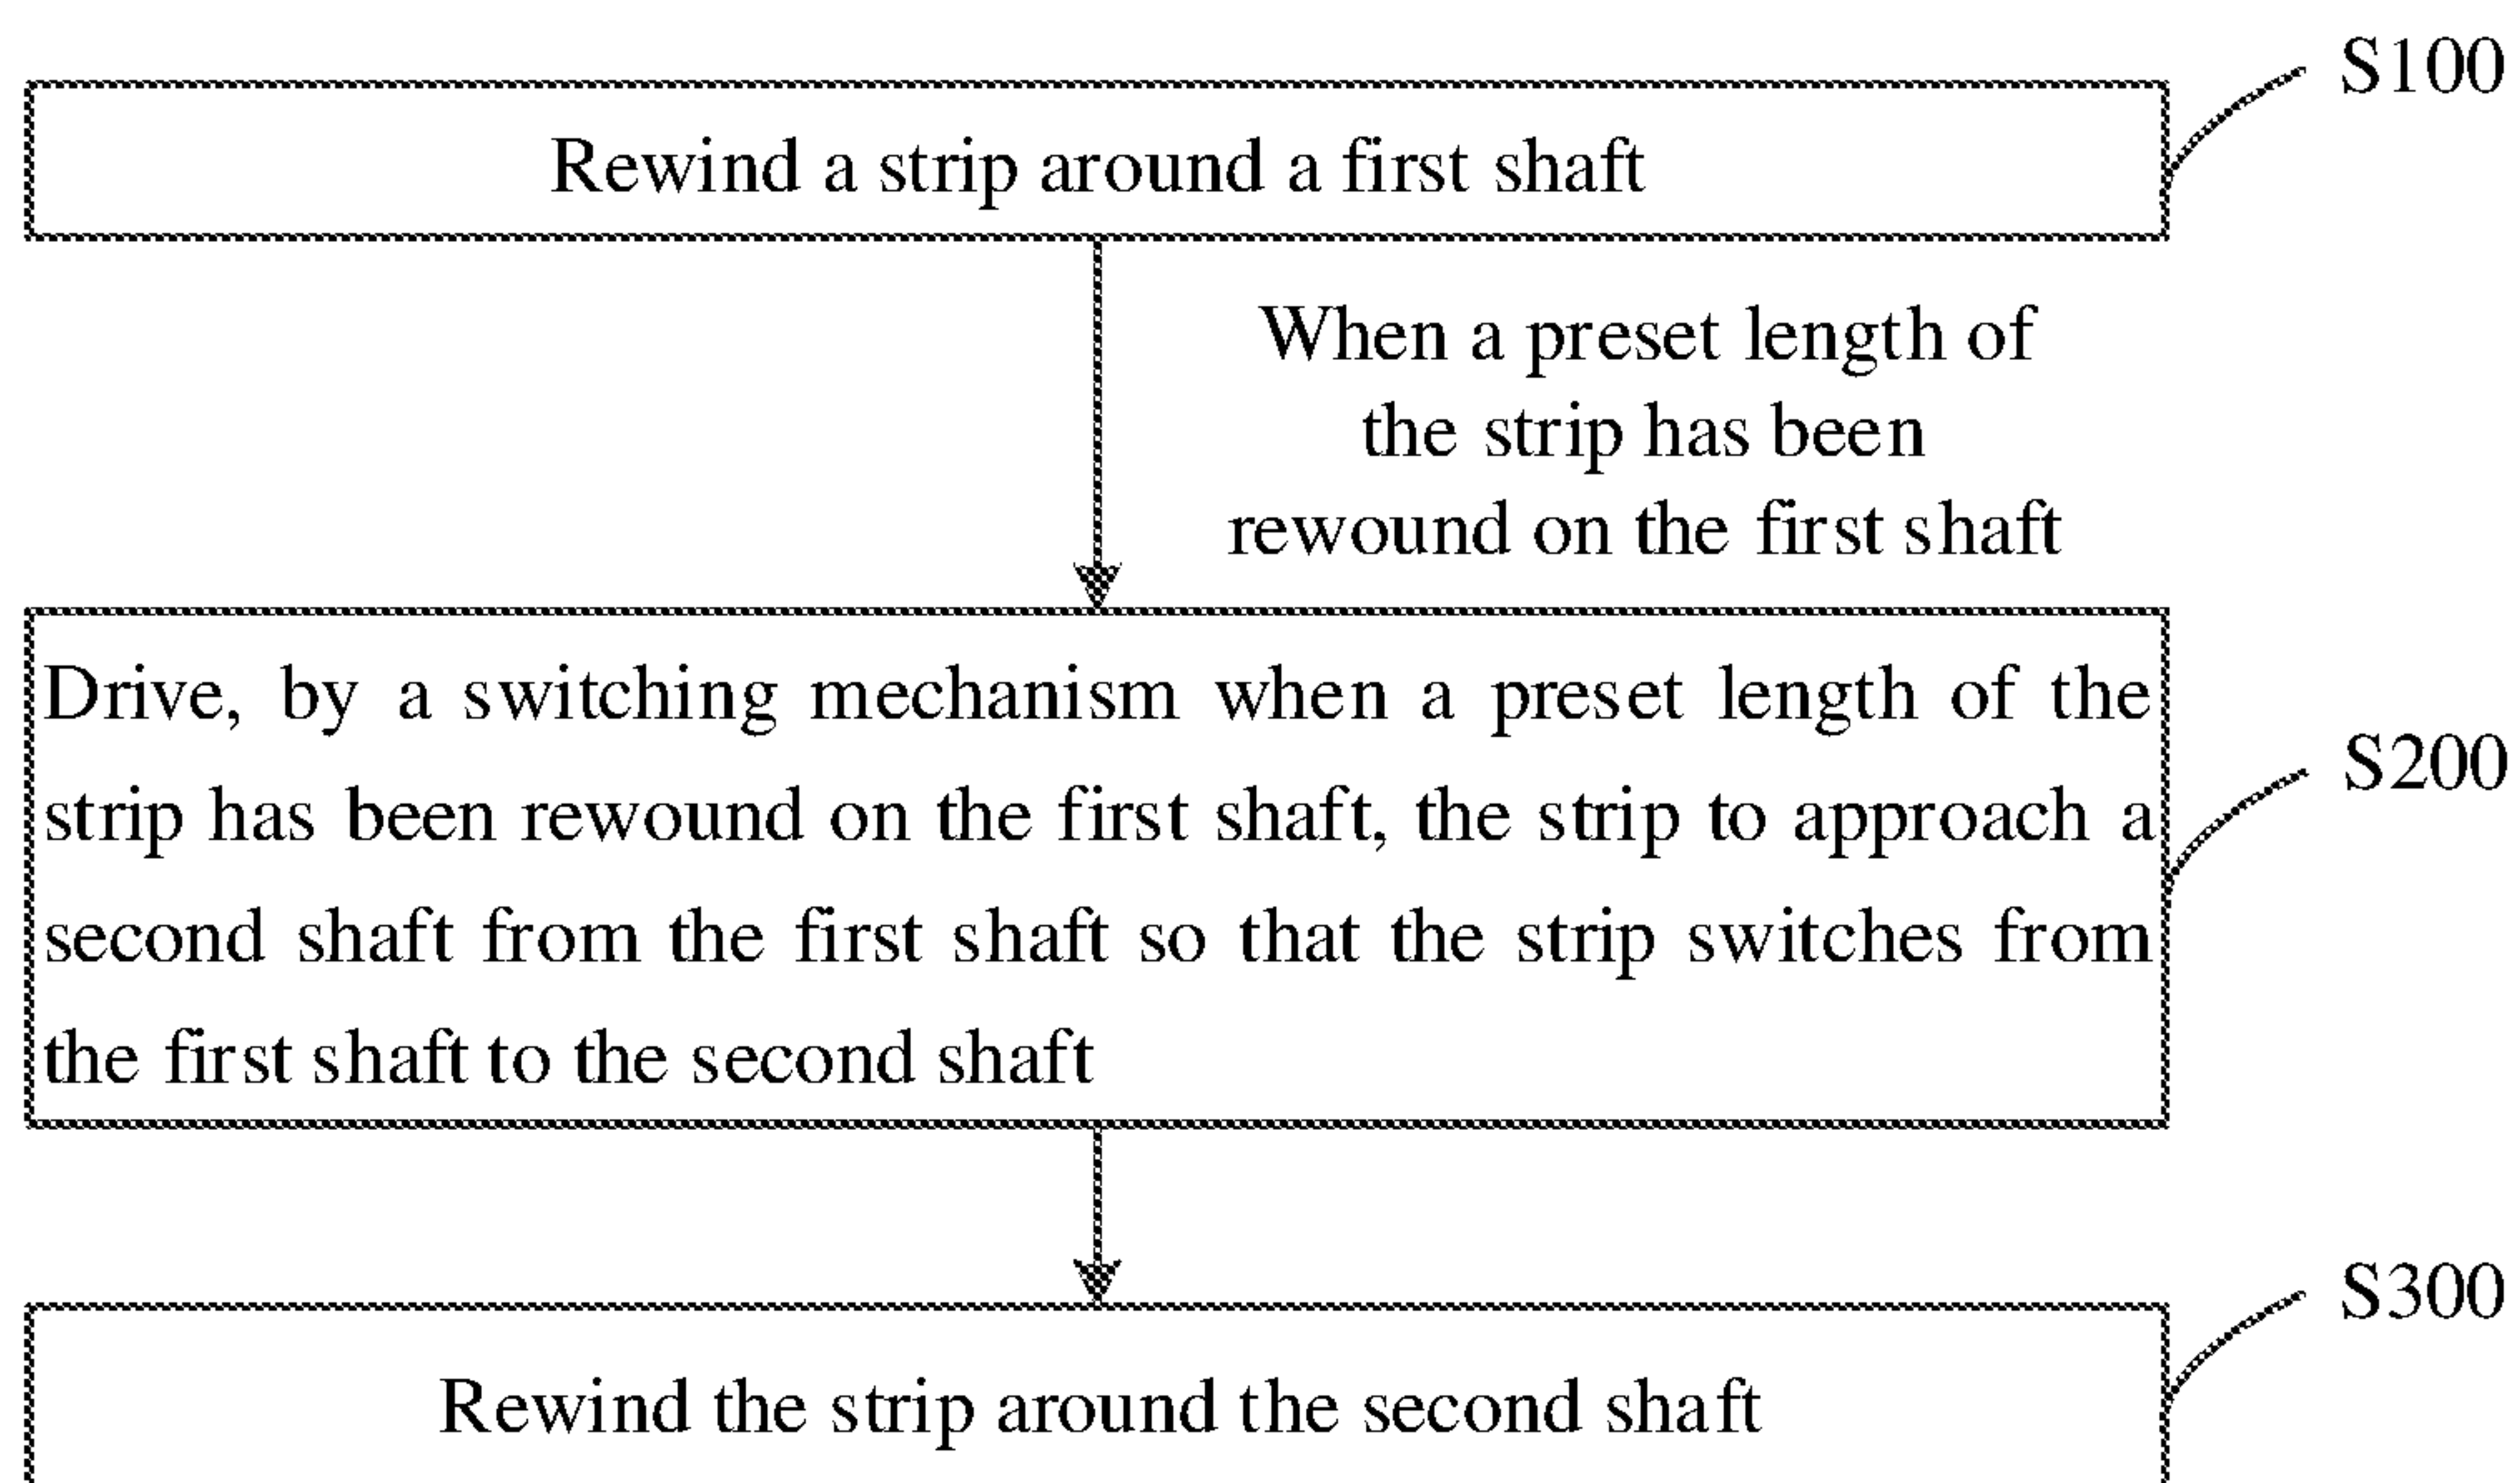 S100
Rewind a strip around a first shaft
When a preset length of
the strip has been
rewound on the first shaft
Drive, by a switching mechanism when a preset length of the
strip has been rewound on the first shaft, the strip to approach a
second shaft from the first shaft so that the strip switches from
the first shaft to the second shaft
S200
S300
Rewind the strip around the second shaft